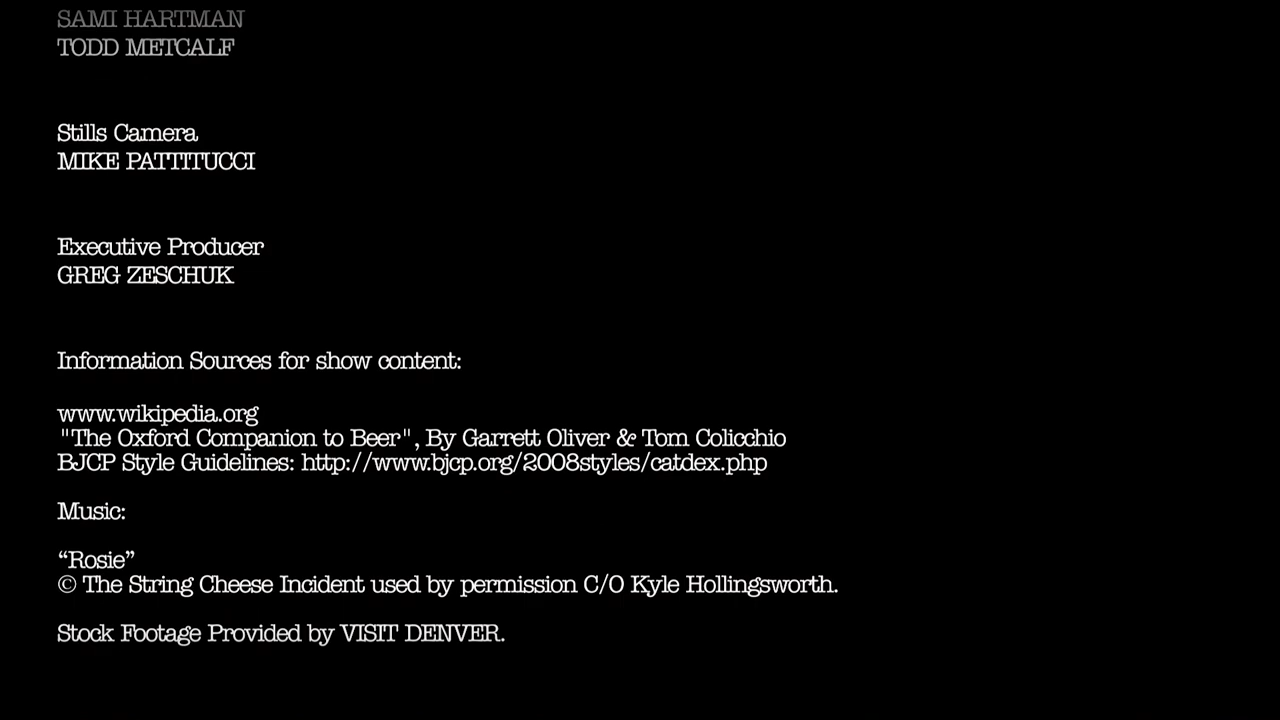 SAMI HARTMAN
TODD METCALF
Stills Camera
MIKE PATTITUCCI
Executive Producer
GREG ZESCHUK
Information Sources for show content:
www.wikipedia.org
"The Oxford Companion to Beer", By Garrett Oliver & Tom Colicchio
BJCP Style Guidelines: http://www.bjcp.org/2008styles/catdex.php
Music:
“Rosie”
© The String Cheese Incident used by permission C/O Kyle Hollingsworth.
Stock Footage Provided by VISIT DENVER.